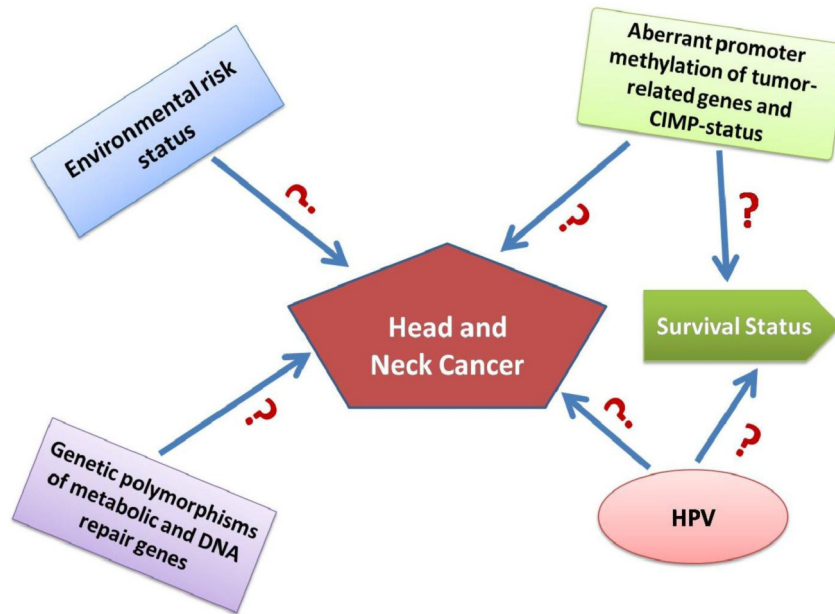 Environmental risk
status
?
Aberrant promoter
methylation of tumor-
related genes and
CIMP-status
?
?
Head and
Neck Cancer
Survival Status
?
Genetic polymorphisms
of metabolic and DNA
repair genes
?
?
HPV